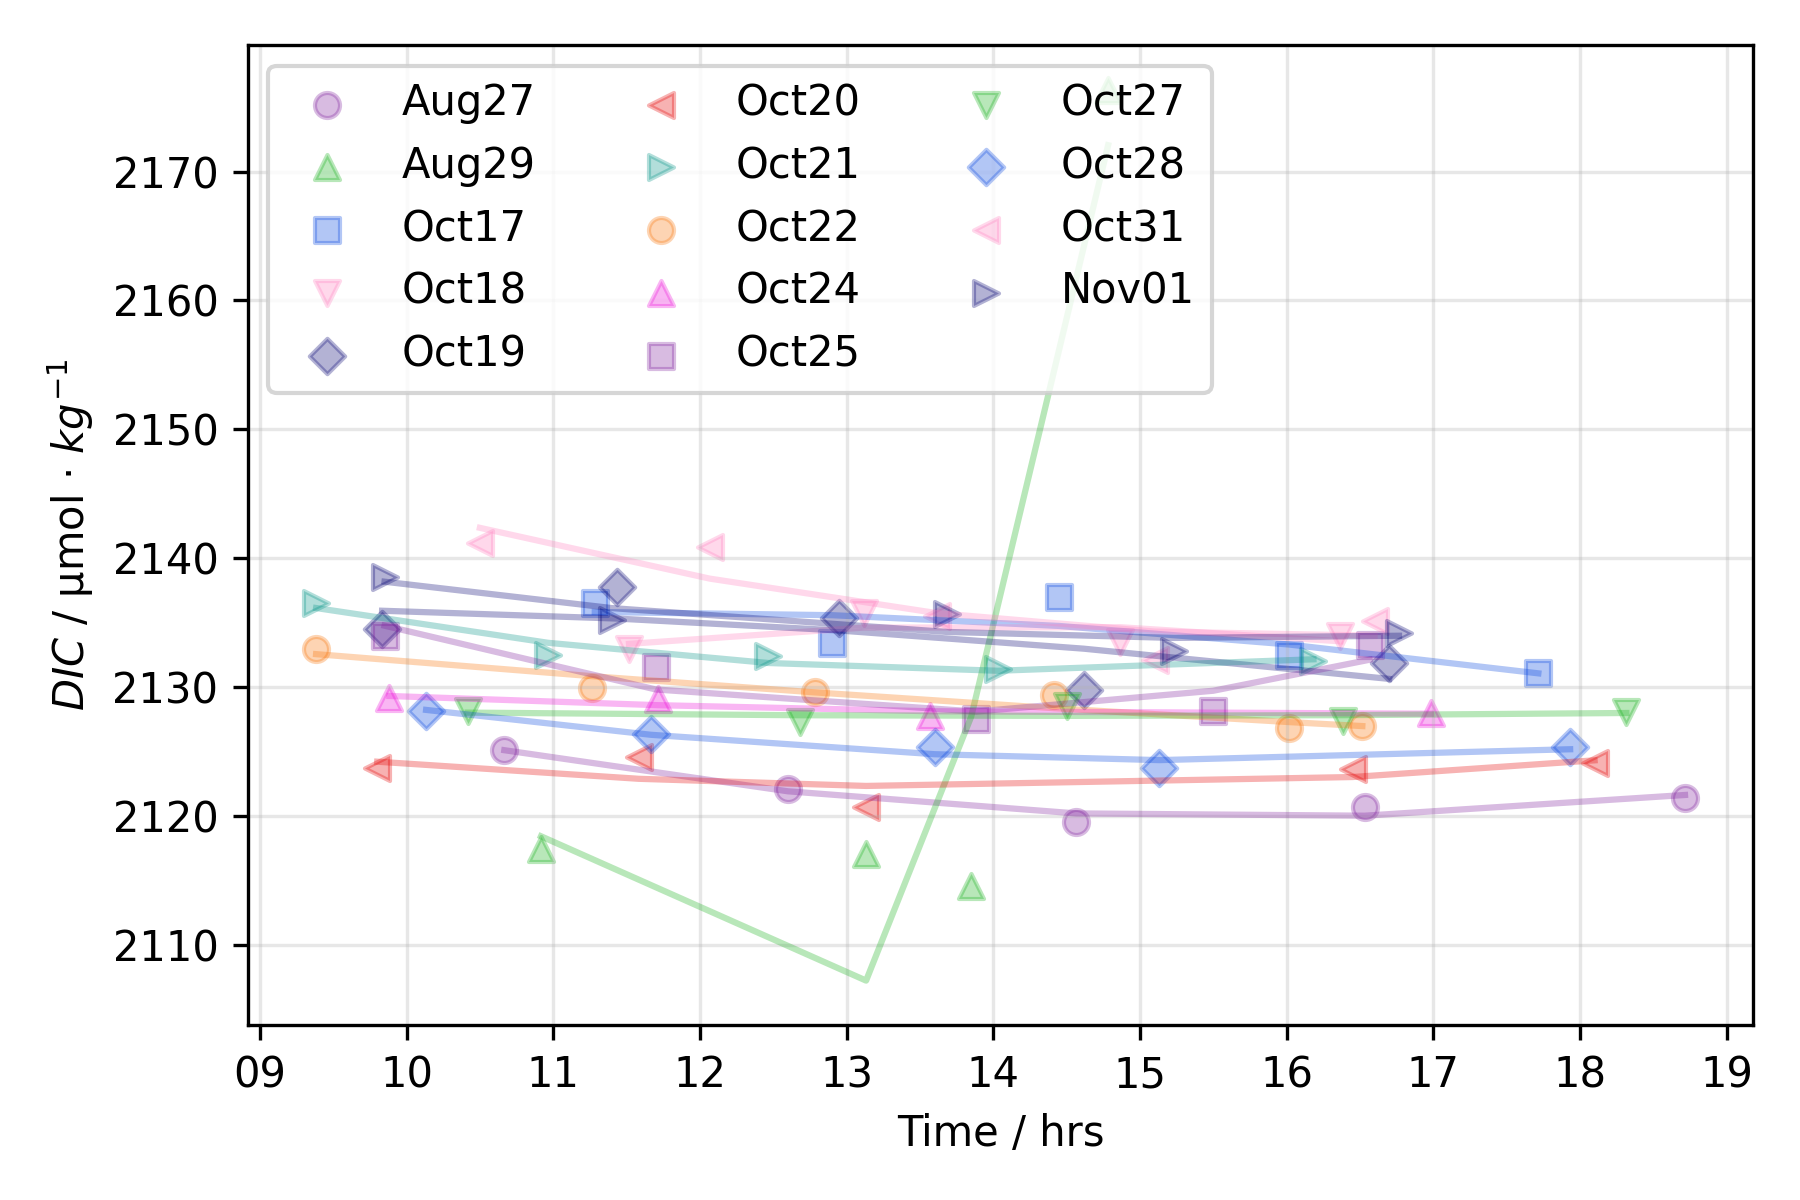 Aug27
Aug29
Oct17
Oct18
Oct19
Oct20
Oct21
Oct22
Oct24
Oct25
Oct27
Oct28
Oct31
Nov01
2170
2160
2150
2140
2130
2120
2110
DIC / µmol · kg⁻¹
09 10 11 12 13 14 15 16 17 18 19
Time / hrs